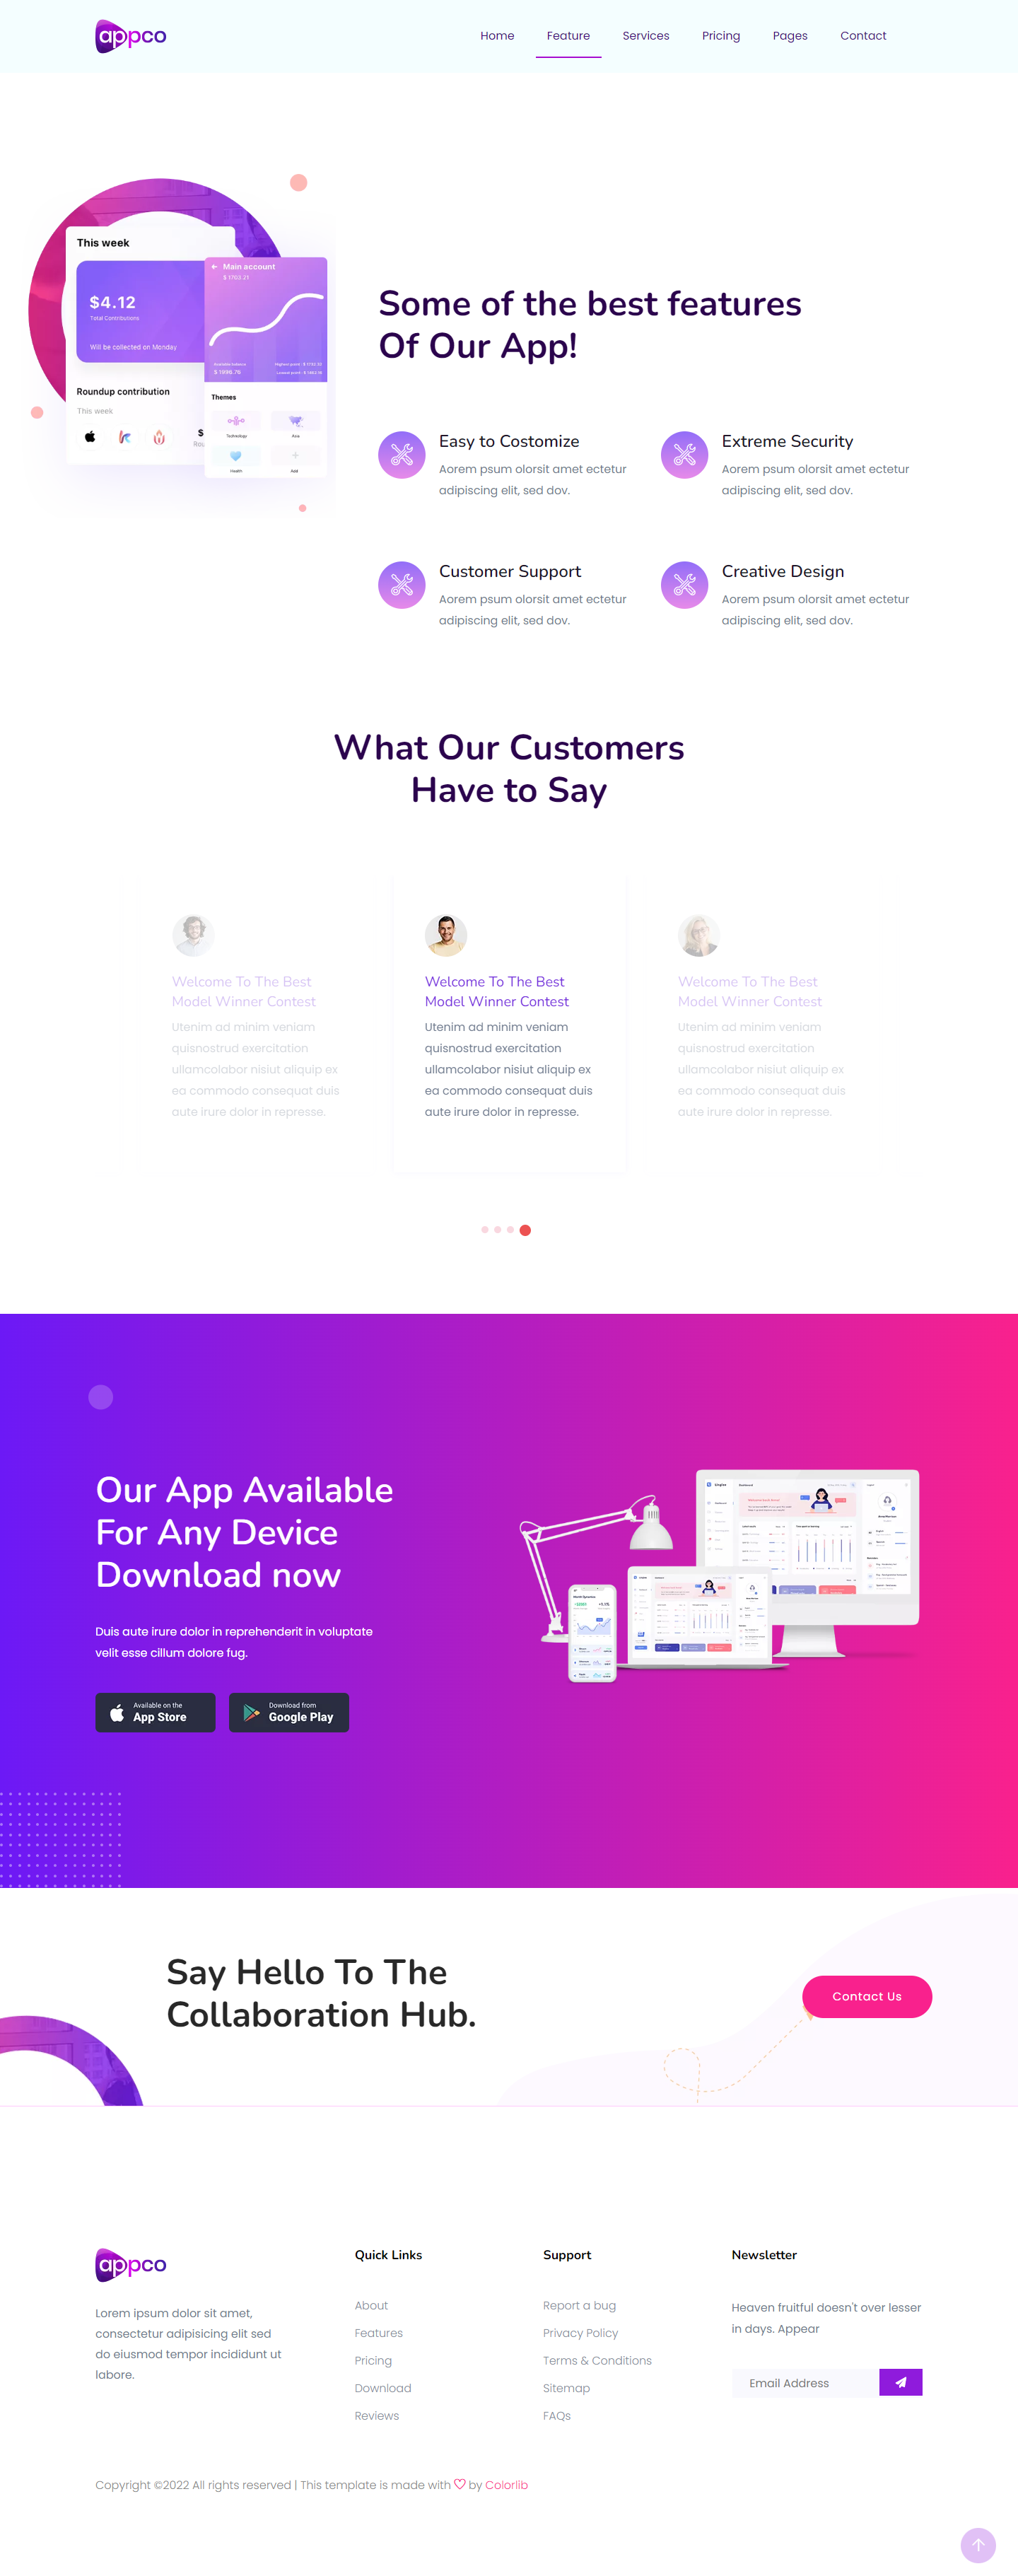 appco
Home Feature Services Pricing Pages Contact
This week
$4.12
Total Contributions
Will be collected on Monday
Main account
$ 1703.21
Available balance
$ 1996.76
Roundup contribution
This week
$
Themes
Technology
Asia
Health
Add
Some of the best features
Of Our App!
Easy to Costomize
Aorem psum olorsit amet ectetur
adipiscing elit, sed dov.
Extreme Security
Aorem psum olorsit amet ectetur
adipiscing elit, sed dov.
Customer Support
Aorem psum olorsit amet ectetur
adipiscing elit, sed dov.
Creative Design
Aorem psum olorsit amet ectetur
adipiscing elit, sed dov.
What Our Customers
Have to Say
Welcome To The Best
Model Winner Contest
Utenim ad minim veniam
quisnostrud exercitation
ullamcolabor nisiut aliquip ex
ea commodo consequat duis
aute irure dolor in represse.
Welcome To The Best
Model Winner Contest
Utenim ad minim veniam
quisnostrud exercitation
ullamcolabor nisiut aliquip ex
ea commodo consequat duis
aute irure dolor in represse.
Welcome To The Best
Model Winner Contest
Utenim ad minim veniam
quisnostrud exercitation
ullamcolabor nisiut aliquip ex
ea commodo consequat duis
aute irure dolor in represse.
Our App Available
For Any Device
Download now
Duis aute irure dolor in reprehenderit in voluptate
velit esse cillum dolore fug.
Available on the
App Store
Download from
Google Play
Say Hello To The
Collaboration Hub.
Contact Us
appco
Lorem ipsum dolor sit amet,
consectetur adipisicing elit sed
do eiusmod tempor incididunt ut
labore.
Quick Links
About
Features
Pricing
Download
Reviews
Support
Report a bug
Privacy Policy
Terms & Conditions
Sitemap
FAQs
Newsletter
Heaven fruitful doesn't over lesser
in days. Appear
Email Address
Copyright ©2022 All rights reserved | This template is made with ♡ by Colorlib